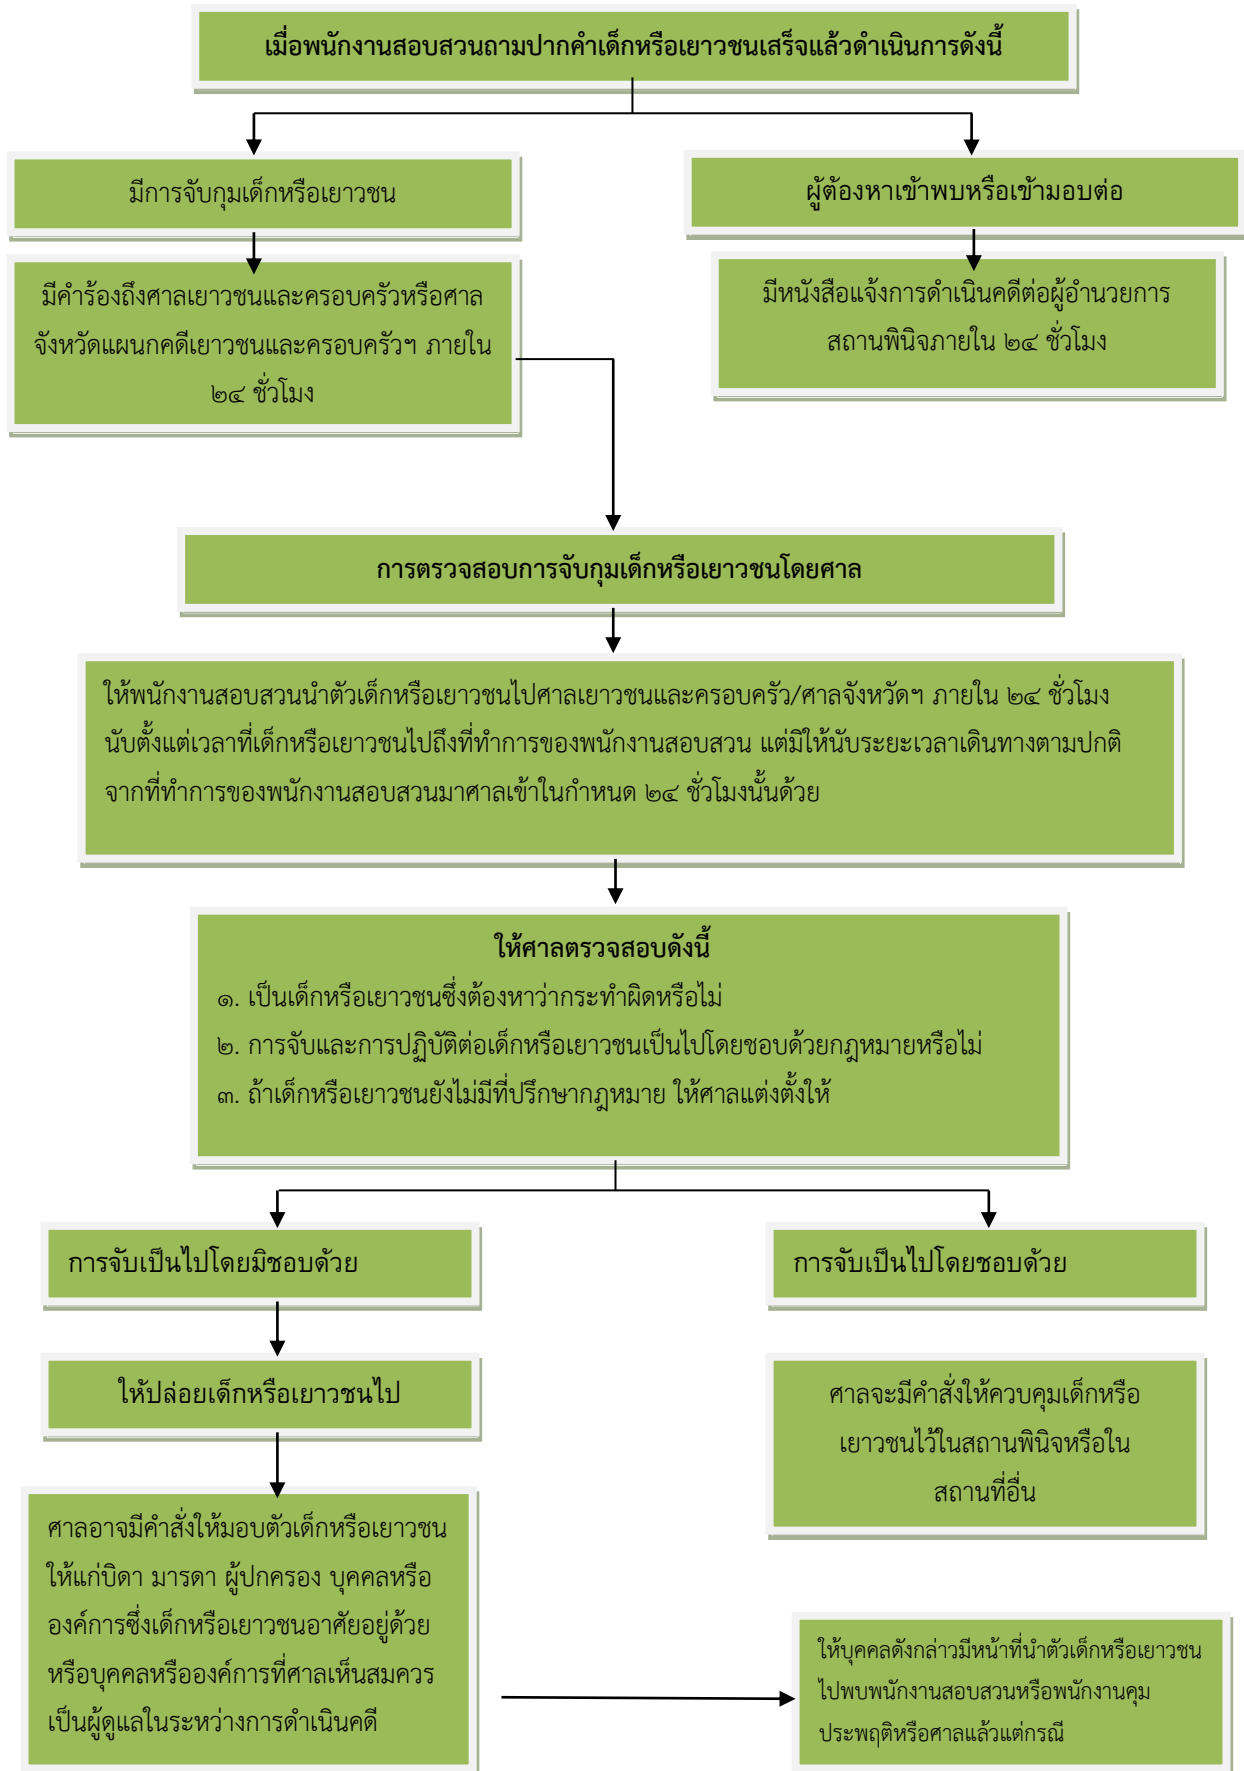 เมื่อพนักงานสอบสวนถามปากคำเด็กหรือเยาวชนเสร็จแล้วดำเนินการดังนี้
มีการจับกุมเด็กหรือเยาวชน
ผู้ต้องหาเข้าพบหรือเข้ามอบต่อ
มีคำร้องถึงศาลเยาวชนและครอบครัวหรือศาล
จังหวัดแผนกคดีเยาวชนและครอบครัวฯ ภายใน
๒๔ ชั่วโมง
มีหนังสือแจ้งการดำเนินคดีต่อผู้อำนวยการ
สถานพินิจภายใน ๒๔ ชั่วโมง
การตรวจสอบการจับกุมเด็กหรือเยาวชนโดยศาล
ให้พนักงานสอบสวนนำตัวเด็กหรือเยาวชนไปศาลเยาวชนและครอบครัว/ศาลจังหวัดฯ ภายใน ๒๔ ชั่วโมง
นับตั้งแต่เวลาที่เด็กหรือเยาวชนไปถึงที่ทำการของพนักงานสอบสวน แต่มิให้นับระยะเวลาเดินทางตามปกติ
จากที่ทำการของพนักงานสอบสวนมาศาลเข้าในกำหนด ๒๔ ชั่วโมงนั้นด้วย
ให้ศาลตรวจสอบดังนี้
๑. เป็นเด็กหรือเยาวชนซึ่งต้องหาว่ากระทำผิดหรือไม่
๒. การจับและการปฏิบัติต่อเด็กหรือเยาวชนเป็นไปโดยชอบด้วยกฎหมายหรือไม่
๓. ถ้าเด็กหรือเยาวชนยังไม่มีที่ปรึกษากฎหมาย ให้ศาลแต่งตั้งให้
การจับเป็นไปโดยมิชอบด้วย
การจับเป็นไปโดยชอบด้วย
ให้ปล่อยเด็กหรือเยาวชนไป
ศาลจะมีคำสั่งให้ควบคุมเด็กหรือ
เยาวชนไว้ในสถานพินิจหรือใน
สถานที่อื่น
ศาลอาจมีคำสั่งให้มอบตัวเด็กหรือเยาวชน
ให้แก่บิดา มารดา ผู้ปกครอง บุคคลหรือ
องค์การซึ่งเด็กหรือเยาวชนอาศัยอยู่ด้วย
หรือบุคคลหรือองค์การที่ศาลเห็นสมควร
เป็นผู้ดูแลในระหว่างการดำเนินคดี
ให้บุคคลดังกล่าวมีหน้าที่นำตัวเด็กหรือเยาวชน
ไปพบพนักงานสอบสวนหรือพนักงานคุม
ประพฤติหรือศาลแล้วแต่กรณี